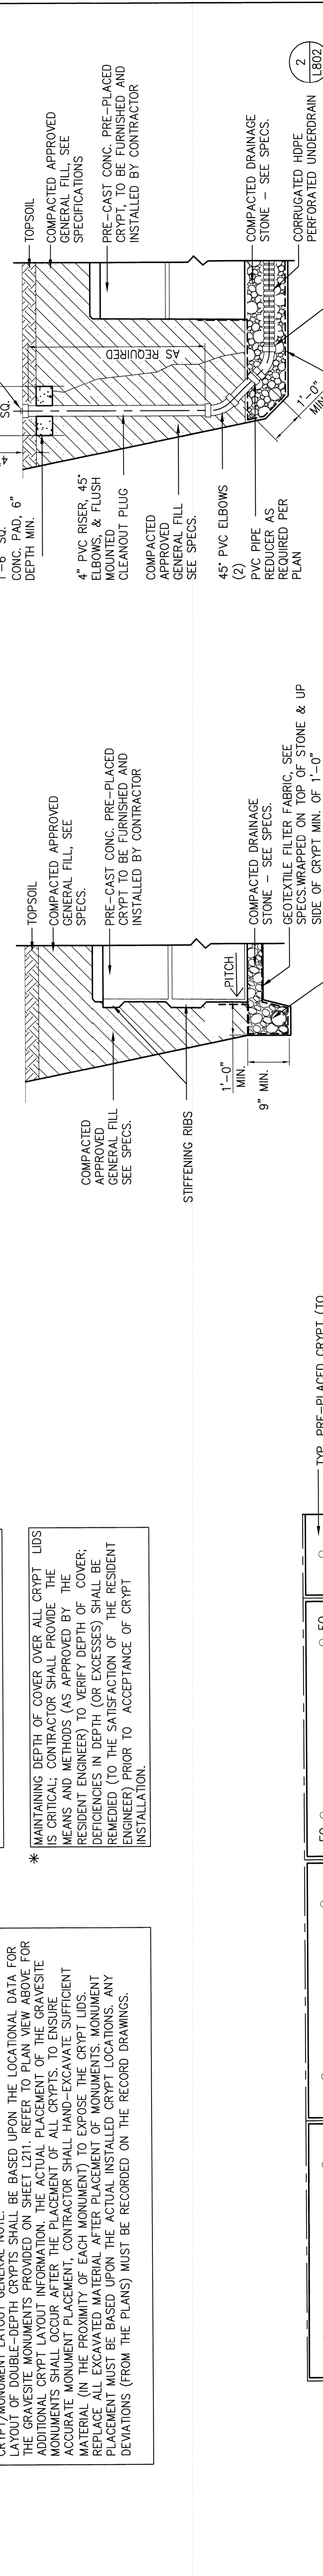 CRYPT/MONUMENT LAYOUT GENERAL NOTE:
LAYOUT OF DOUBLE-DEPTH CRYPTS SHALL BE BASED UPON THE LOCATIONAL DATA FOR
THE GRAVESITE MONUMENTS PROVIDED ON SHEET L211. REFER TO PLAN VIEW ABOVE FOR
ADDITIONAL CRYPT LAYOUT INFORMATION. THE ACTUAL PLACEMENT OF THE GRAVESITE
MONUMENTS SHALL OCCUR AFTER THE PLACEMENT OF ALL CRYPTS. TO ENSURE
ACCURATE MONUMENT PLACEMENT, CONTRACTOR SHALL HAND-EXCAVATE SUFFICIENT
MATERIAL (IN THE PROXIMITY OF EACH MONUMENT) TO EXPOSE THE CRYPT LIDS.
REPLACE ALL EXCAVATED MATERIAL AFTER PLACEMENT OF MONUMENTS. MONUMENT
PLACEMENT MUST BE BASED UPON THE ACTUAL INSTALLED CRYPT LOCATIONS. ANY
DEVIATIONS (FROM THE PLANS) MUST BE RECORDED ON THE RECORD DRAWINGS.
* MAINTAINING DEPTH OF COVER OVER ALL CRYPT LIDS
IS CRITICAL; CONTRACTOR SHALL PROVIDE THE
MEANS AND METHODS (AS APPROVED BY THE
RESIDENT ENGINEER) TO VERIFY DEPTH OF COVER;
DEFICIENCIES IN DEPTH (OR EXCESSES) SHALL BE
REMEDIED (TO THE SATISFACTION OF THE RESIDENT
ENGINEER) PRIOR TO ACCEPTANCE OF CRYPT
INSTALLATION.
TYP. PRE-PLACED CRYPT (TO
EQ
EQ
COMPACTED
APPROVED
GENERAL FILL
SEE SPECS.
STIFFENING RIBS
1'-0"
MIN.
9" MIN.
PITCH
TOPSOIL
COMPACTED APPROVED
GENERAL FILL, SEE
SPECS.
PRE-CAST CONC. PRE-PLACED
CRYPT TO BE FURNISHED AND
INSTALLED BY CONTRACTOR
COMPACTED DRAINAGE
STONE - SEE SPECS.
GEOTEXTILE FILTER FABRIC, SEE
SPECS.WRAPPED ON TOP OF STONE & UP
SIDE OF CRYPT MIN. OF 1'-0"
1'-6" SQ.
CONC. PAD, 6"
DEPTH MIN.
4"
SQ.
4" PVC RISER, 45°
ELBOWS, & FLUSH
MOUNTED
CLEANOUT PLUG
COMPACTED
APPROVED
GENERAL FILL
SEE SPECS.
45° PVC ELBOWS
(2)
PVC PIPE
REDUCER AS
REQUIRED PER
PLAN
AS REQUIRED
1'-0"
MIN
TOPSOIL
COMPACTED APPROVED
GENERAL FILL, SEE
SPECIFICATIONS
PRE-CAST CONC. PRE-PLACED
CRYPT, TO BE FURNISHED AND
INSTALLED BY CONTRACTOR
COMPACTED DRAINAGE
STONE - SEE SPECS.
CORRUGATED HDPE
PERFORATED UNDERDRAIN
2
L802